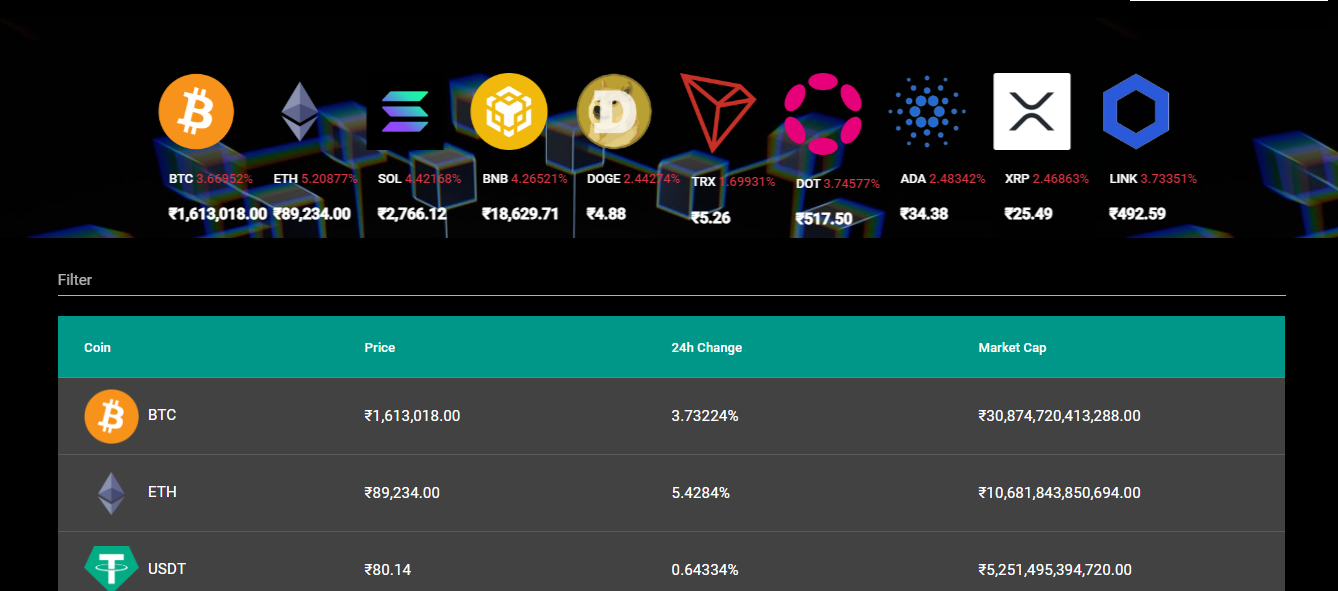 BTC 3.66952% ETH 5.20877% SOL 4.42168% BNB 4.26521% DOGE 2.44274% TRX 1.69931% DOT 3.74577% ADA 2.48342% XRP 2.46863% LINK 3.73351%
₹1,613,018.00 ₹89,234.00 ₹2,766.12 ₹18,629.71 ₹4.88 ₹5.26 ₹517.50 ₹34.38 ₹25.49 ₹492.59
Filter
Coin Price 24h Change Market Cap
BTC ₹1,613,018.00 3.73224% ₹30,874,720,413,288.00
ETH ₹89,234.00 5.4284% ₹10,681,843,850,694.00
USDT ₹80.14 0.64334% ₹5,251,495,394,720.00